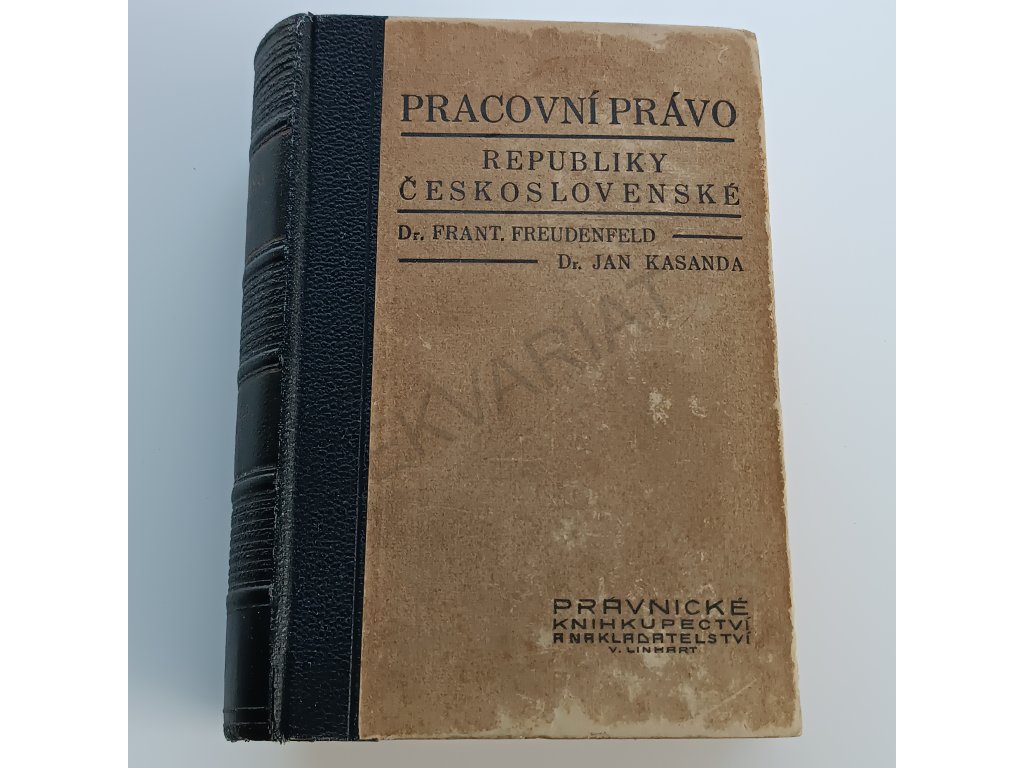 PRACOVNÍ PRÁVO
REPUBLIKY
ČESKOSLOVENSKÉ
Dr. FRANT. FREUDENFELD
Dr. JAN KASANDA
KVARIAT
PRÁVNICKÉ
KNIHKUPECTVÍ
A NAKLADATELSTVÍ
V. LINHART